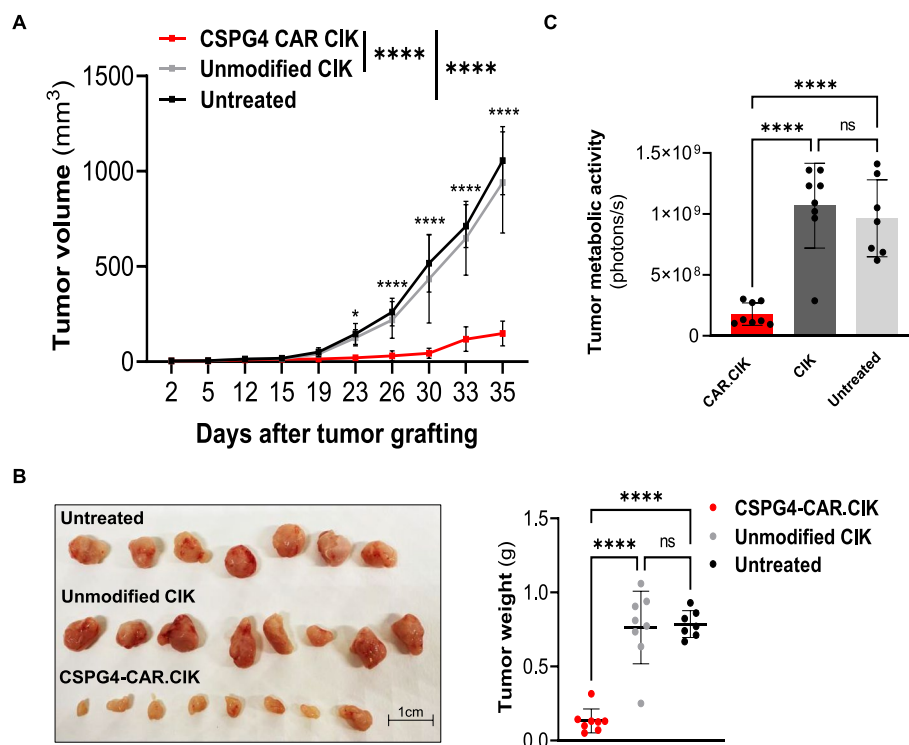 A
CSPG4 CAR CIK
Unmodified CIK
Untreated
****
****
Tumor volume (mm³)
1500
1000
500
0
*
****
****
****
****
2 5 12 15 19 23 26 30 33 35
Days after tumor grafting
C
****
****
ns
Tumor metabolic activity
(photons/s)
1.5×10⁹
1×10⁹
5×10⁸
0
CAR.CIK
CIK
Untreated
B
Untreated
Unmodified CIK
CSPG4-CAR.CIK
1cm
****
****
ns
Tumor weight (g)
1.5
1.0
0.5
0.0
CSPG4-CAR.CIK
Unmodified CIK
Untreated